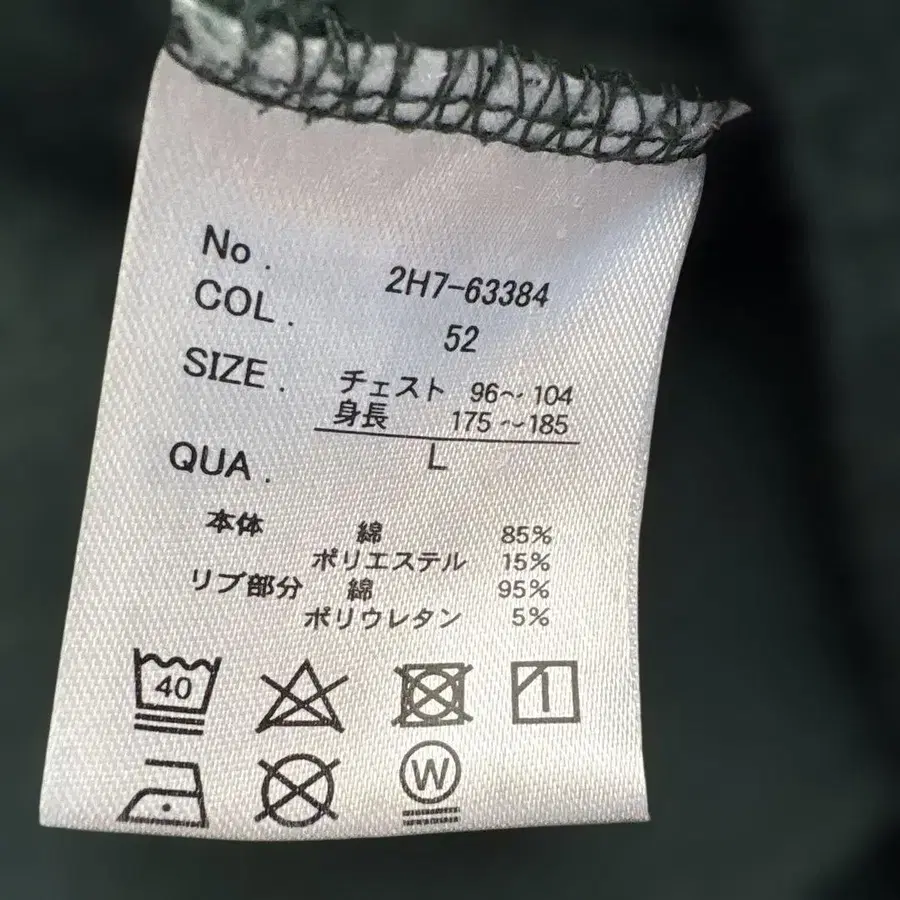 No. 2H7-63384
COL. 52
SIZE. チェスト 96～104
身長 175～185
L
QUA.
本体 綿 85%
ポリエステル 15%
リブ部分 綿 95%
ポリウレタン 5%
40
W